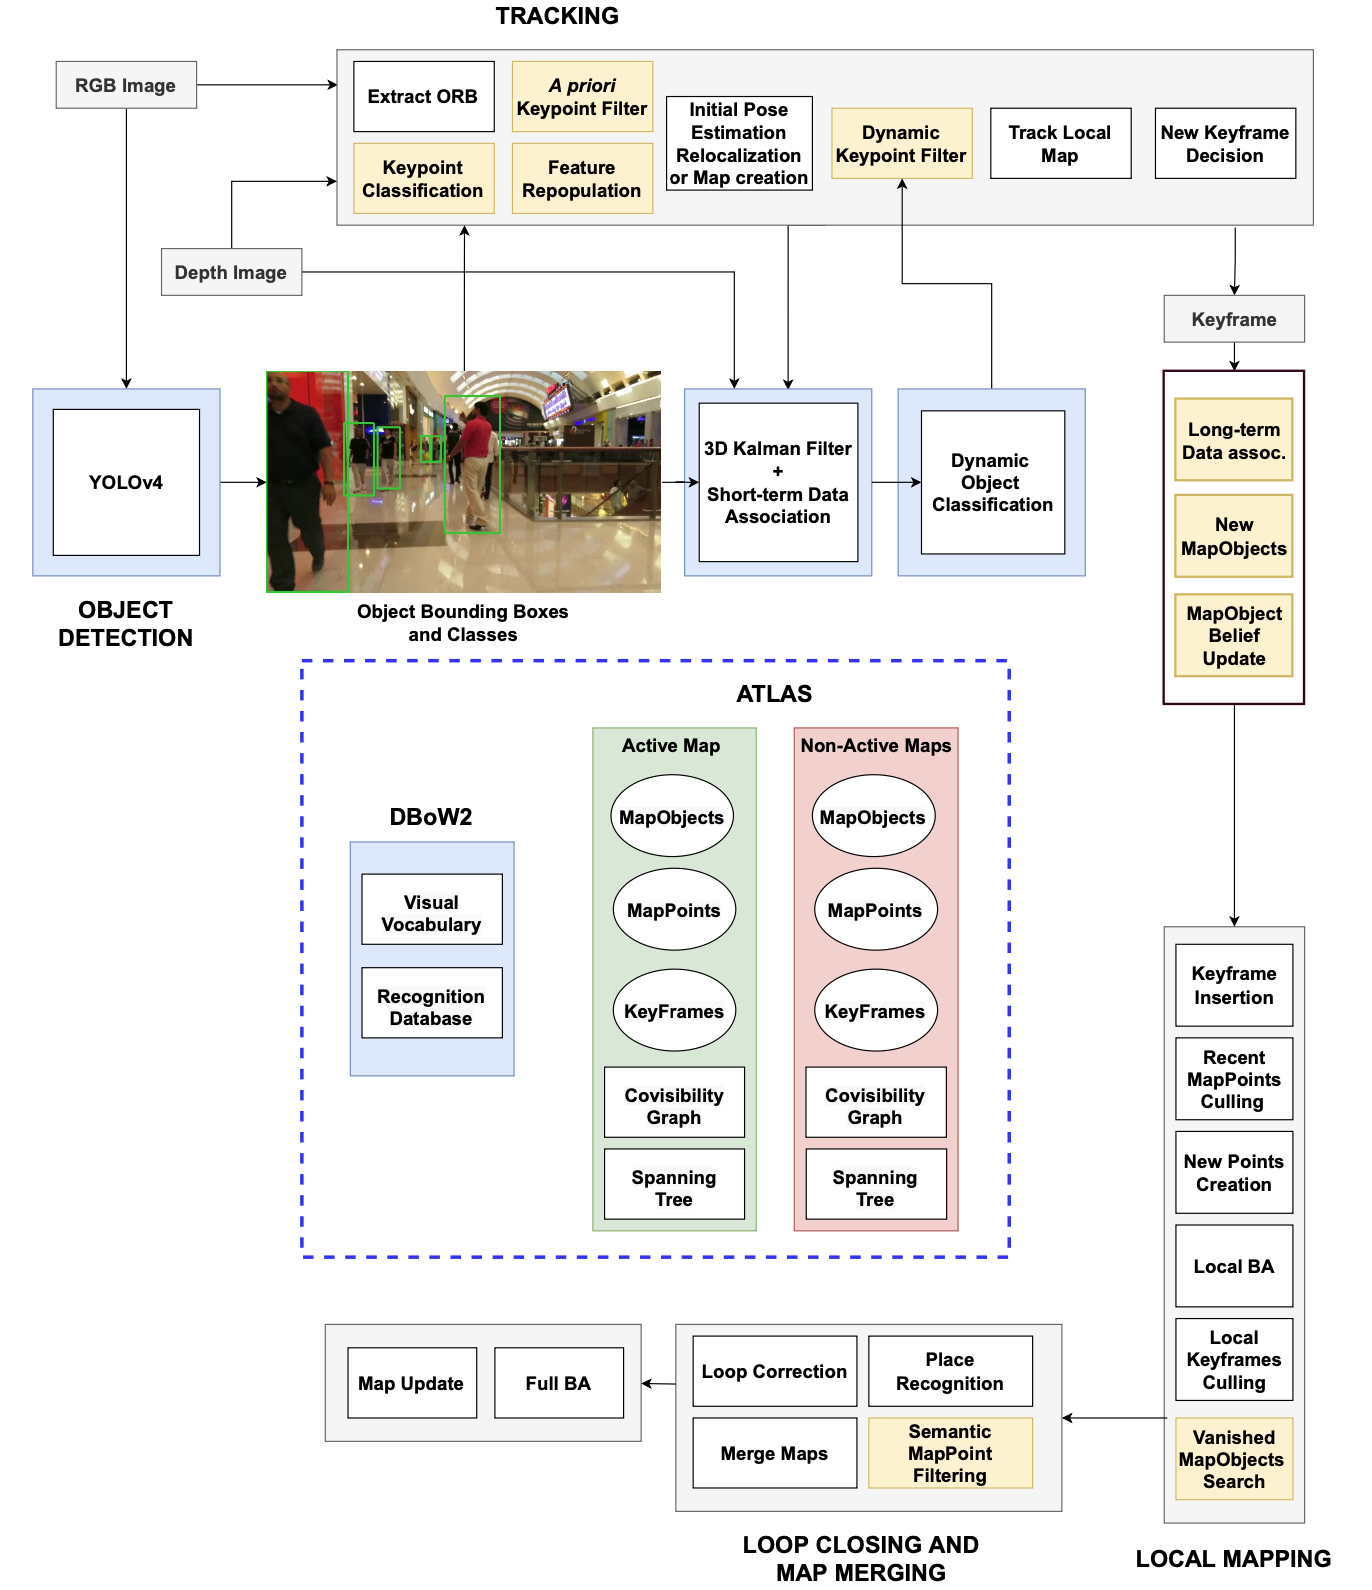 TRACKING
RGB Image
Extract ORB
A priori
Keypoint Filter
Initial Pose
Estimation
Relocalization
or Map creation
Dynamic
Keypoint Filter
Track Local
Map
New Keyframe
Decision
Keypoint
Classification
Feature
Repopulation
Depth Image
Keyframe
YOLOv4
3D Kalman Filter
+
Short-term Data
Association
Dynamic
Object
Classification
Long-term
Data assoc.
New
MapObjects
MapObject
Belief
Update
OBJECT
DETECTION
Object Bounding Boxes
and Classes
ATLAS
Active Map
Non-Active Maps
MapObjects
MapObjects
DBoW2
Visual
Vocabulary
MapPoints
MapPoints
Recognition
Database
KeyFrames
KeyFrames
Covisibility
Graph
Covisibility
Graph
Spanning
Tree
Spanning
Tree
Keyframe
Insertion
Recent
MapPoints
Culling
New Points
Creation
Local BA
Local
Keyframes
Culling
Vanished
MapObjects
Search
Map Update
Full BA
Loop Correction
Place
Recognition
Merge Maps
Semantic
MapPoint
Filtering
LOOP CLOSING AND
MAP MERGING
LOCAL MAPPING